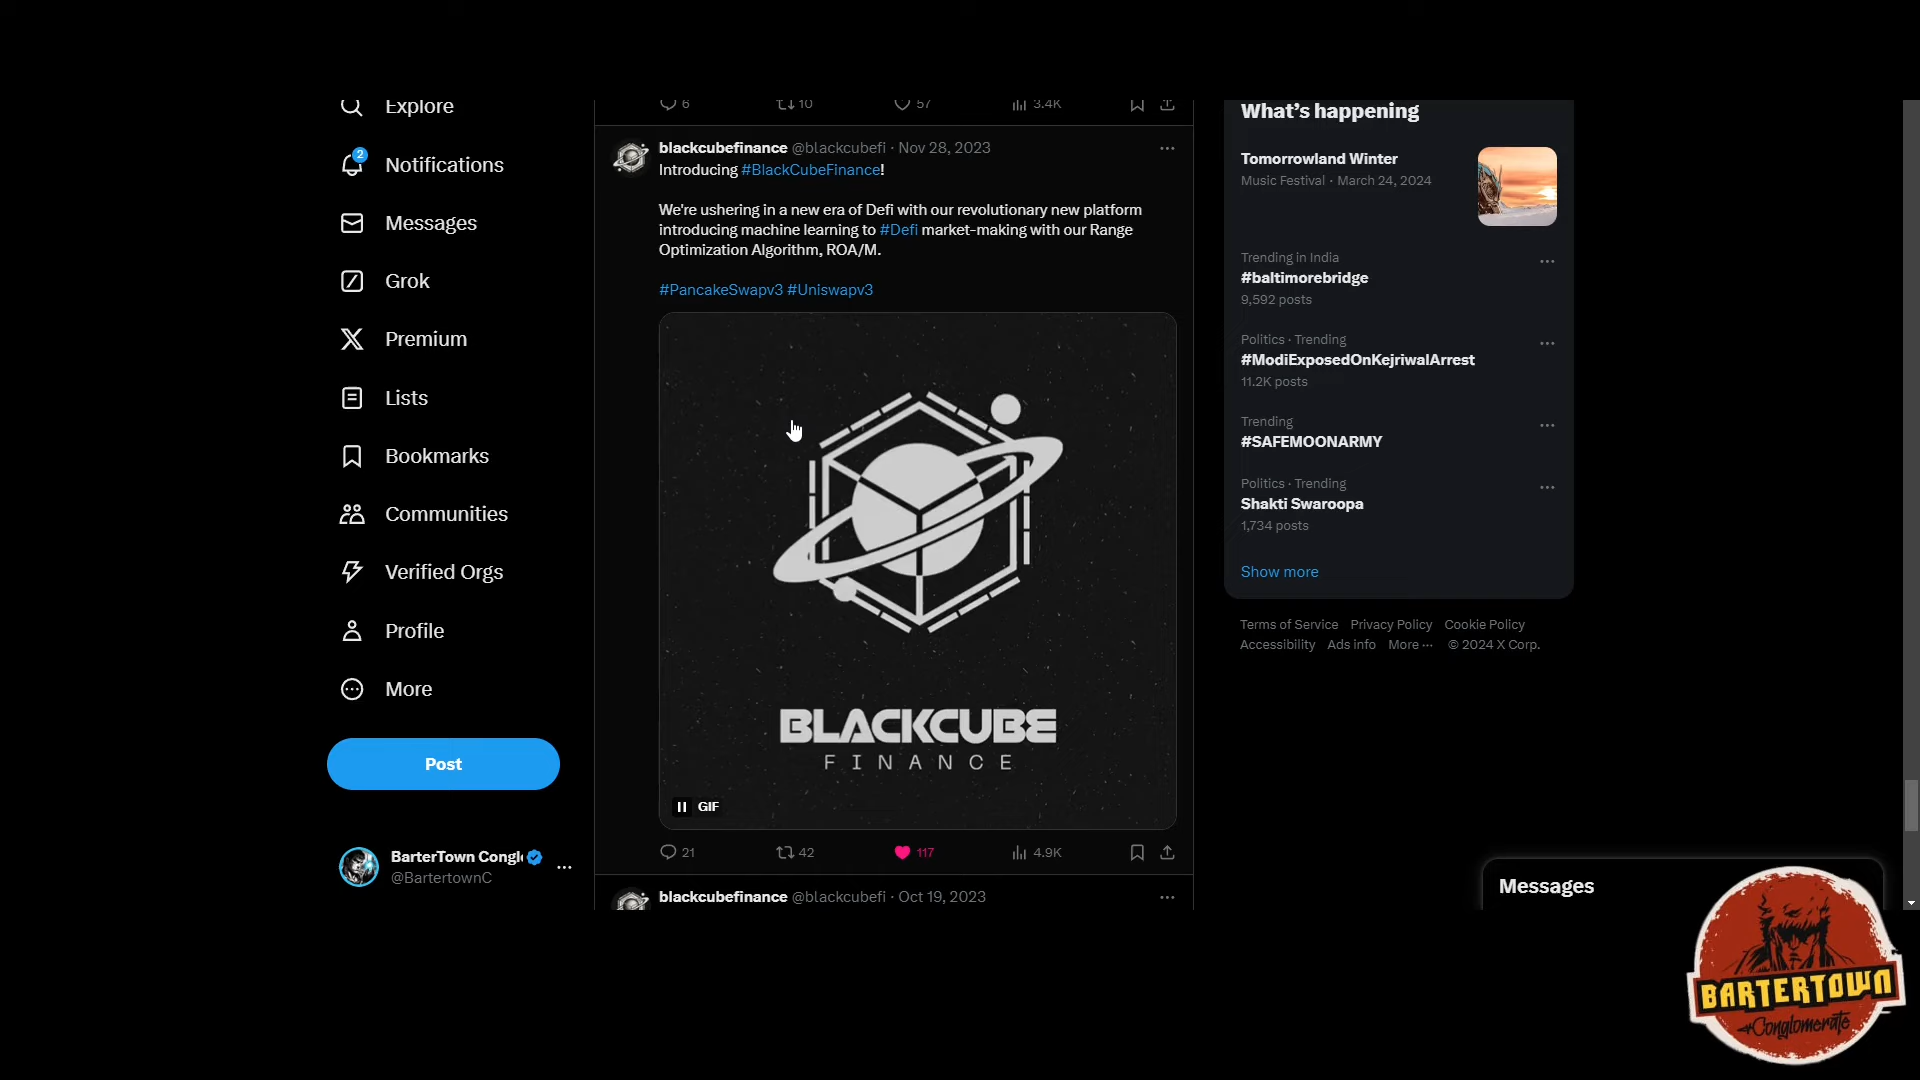 Explore
2
Notifications
Messages
Grok
Premium
Lists
Bookmarks
Communities
Verified Orgs
Profile
More
Post
BarterTown Congl
@BartertownC
6 10 57 3.4K
blackcubefinance @blackcubefi · Nov 28, 2023
Introducing #BlackCubeFinance!
We're ushering in a new era of Defi with our revolutionary new platform
introducing machine learning to #Defi market-making with our Range
Optimization Algorithm, ROA/M.
#PancakeSwapv3 #Uniswapv3
BLACKCUBE
FINANCE
GIF
21 42 117 4.9K
blackcubefinance @blackcubefi · Oct 19, 2023
What's happening
Tomorrowland Winter
Music Festival · March 24, 2024
Trending in India
#baltimorebridge
9,592 posts
Politics · Trending
#ModiExposedOnKejriwalArrest
11.2K posts
Trending
#SAFEMOONARMY
Politics · Trending
Shakti Swaroopa
1,734 posts
Show more
Terms of Service Privacy Policy Cookie Policy
Accessibility Ads info More ··· © 2024 X Corp.
Messages
BARTERTOWN
Conglomerate